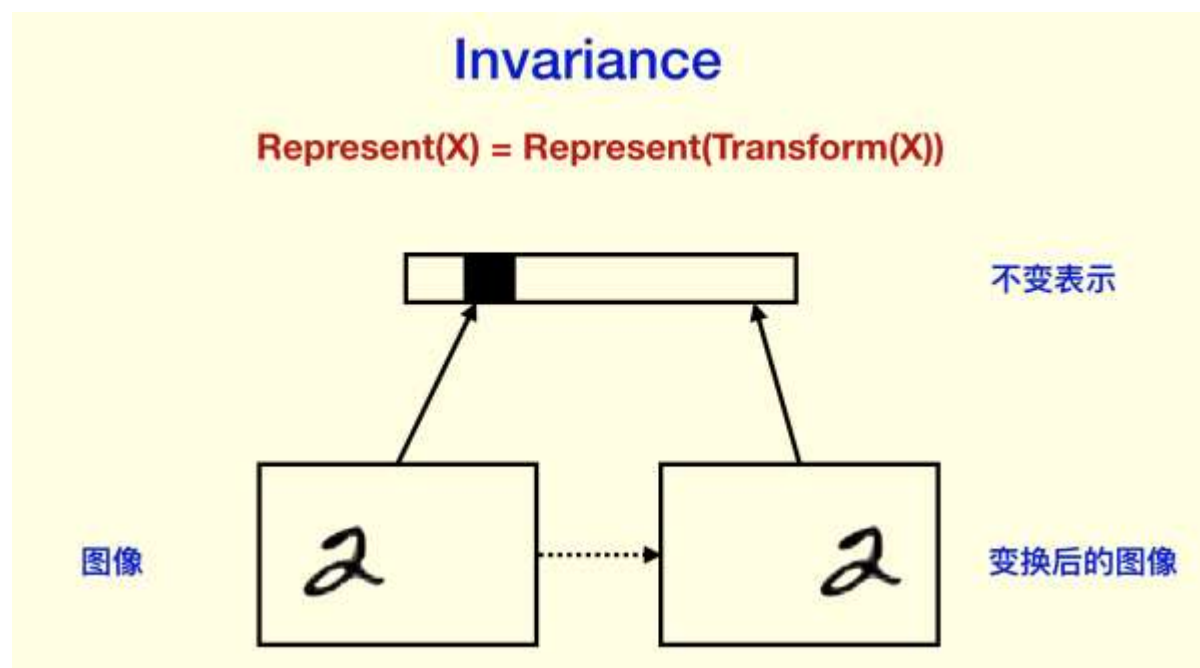 Invariance
Represent(X) = Represent(Transform(X))
不变表示
图像
2
2
变换后的图像